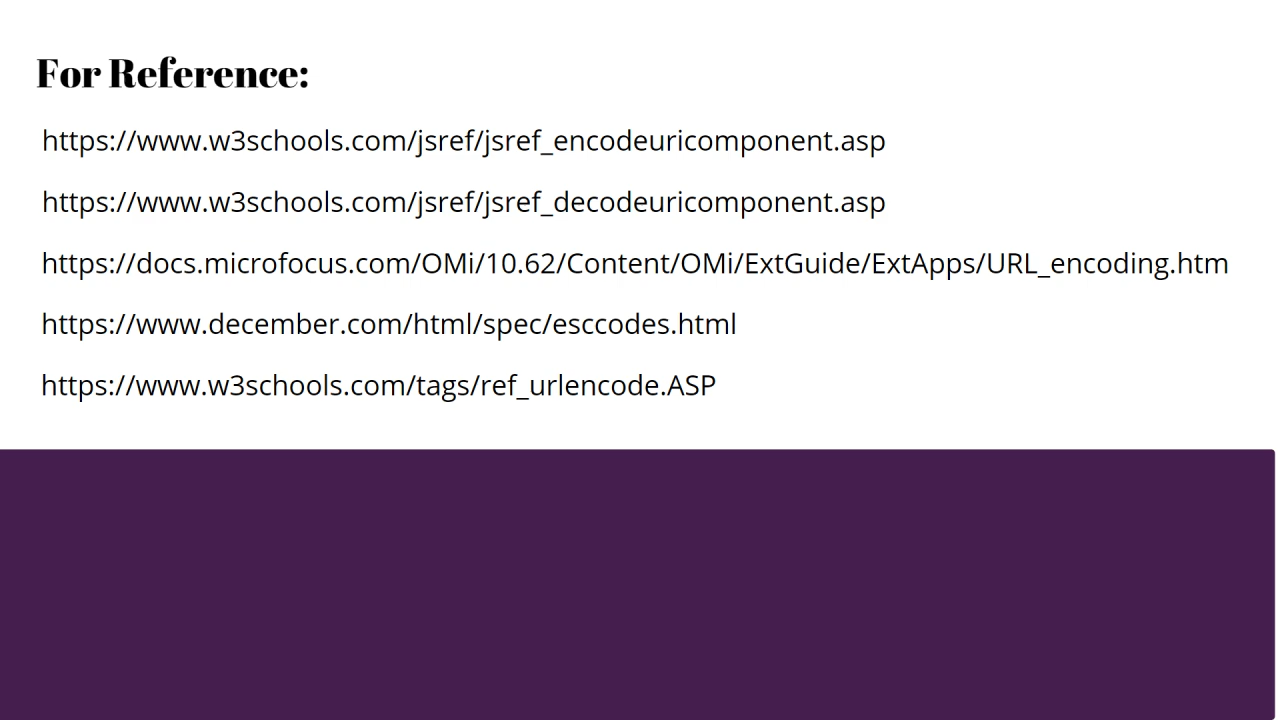 For Reference:
https://www.w3schools.com/jsref/jsref_encodeuricomponent.asp
https://www.w3schools.com/jsref/jsref_decodeuricomponent.asp
https://docs.microfocus.com/OMi/10.62/Content/OMi/ExtGuide/ExtApps/URL_encoding.htm
https://www.december.com/html/spec/esccodes.html
https://www.w3schools.com/tags/ref_urlencode.ASP